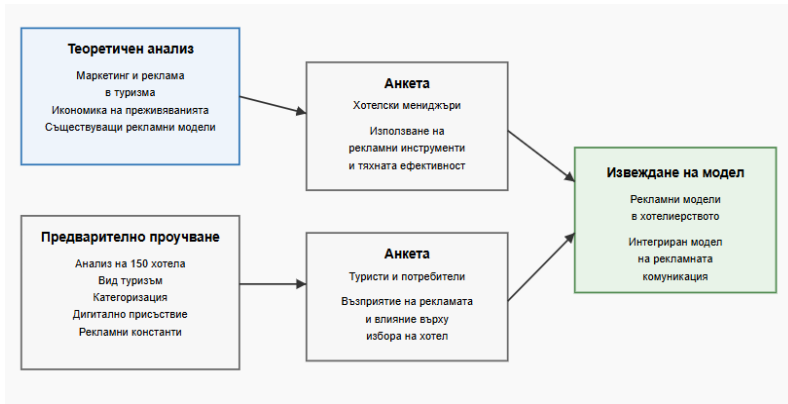 Теоретичен анализ
Маркетинг и реклама
в туризма
Икономика на преживяванията
Съществуващи рекламни модели
Анкета
Хотелски мениджъри
Използване на
рекламни инструменти
и тяхната ефективност
Извеждане на модел
Рекламни модели
в хотелиерството
Интегриран модел
на рекламната
комуникация
Предварително проучване
Анализ на 150 хотела
Вид туризъм
Категоризация
Дигитално присъствие
Рекламни константи
Анкета
Туристи и потребители
Възприятие на рекламата
и влияние върху
избора на хотел